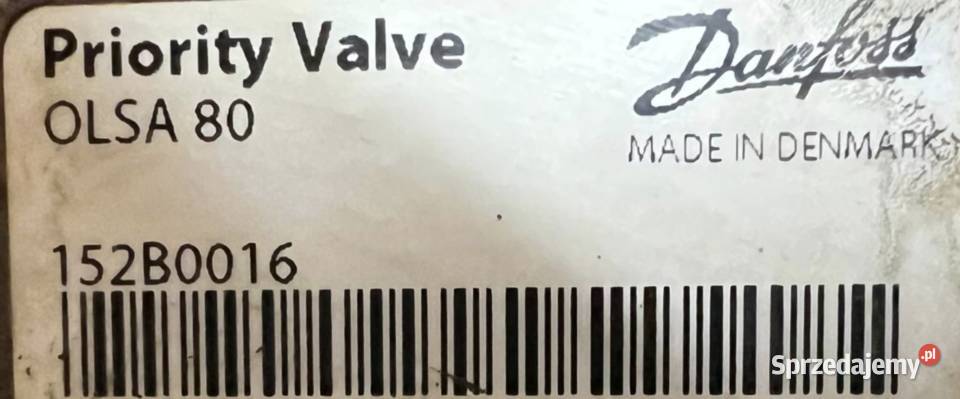 Priority Valve
OLSA 80
Danfoss
MADE IN DENMARK
152B0016
Sprzedajemy.pl